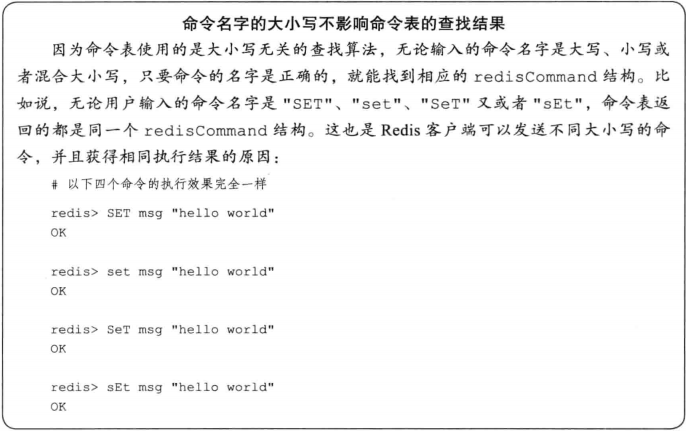 命令名字的大小写不影响命令表的查找结果
因为命令表使用的是大小写无关的查找算法，无论输入的命令名字是大写、小写或
者混合大小写，只要命令的名字是正确的，就能找到相应的 redisCommand 结构。比
如说，无论用户输入的命令名字是 "SET"、"set"、"SeT" 又或者 "sEt"，命令表返
回的都是同一个 redisCommand 结构。这也是 Redis 客户端可以发送不同大小写的命
令，并且获得相同执行结果的原因：
# 以下四个命令的执行效果完全一样
redis> SET msg "hello world"
OK
redis> set msg "hello world"
OK
redis> SeT msg "hello world"
OK
redis> sEt msg "hello world"
OK